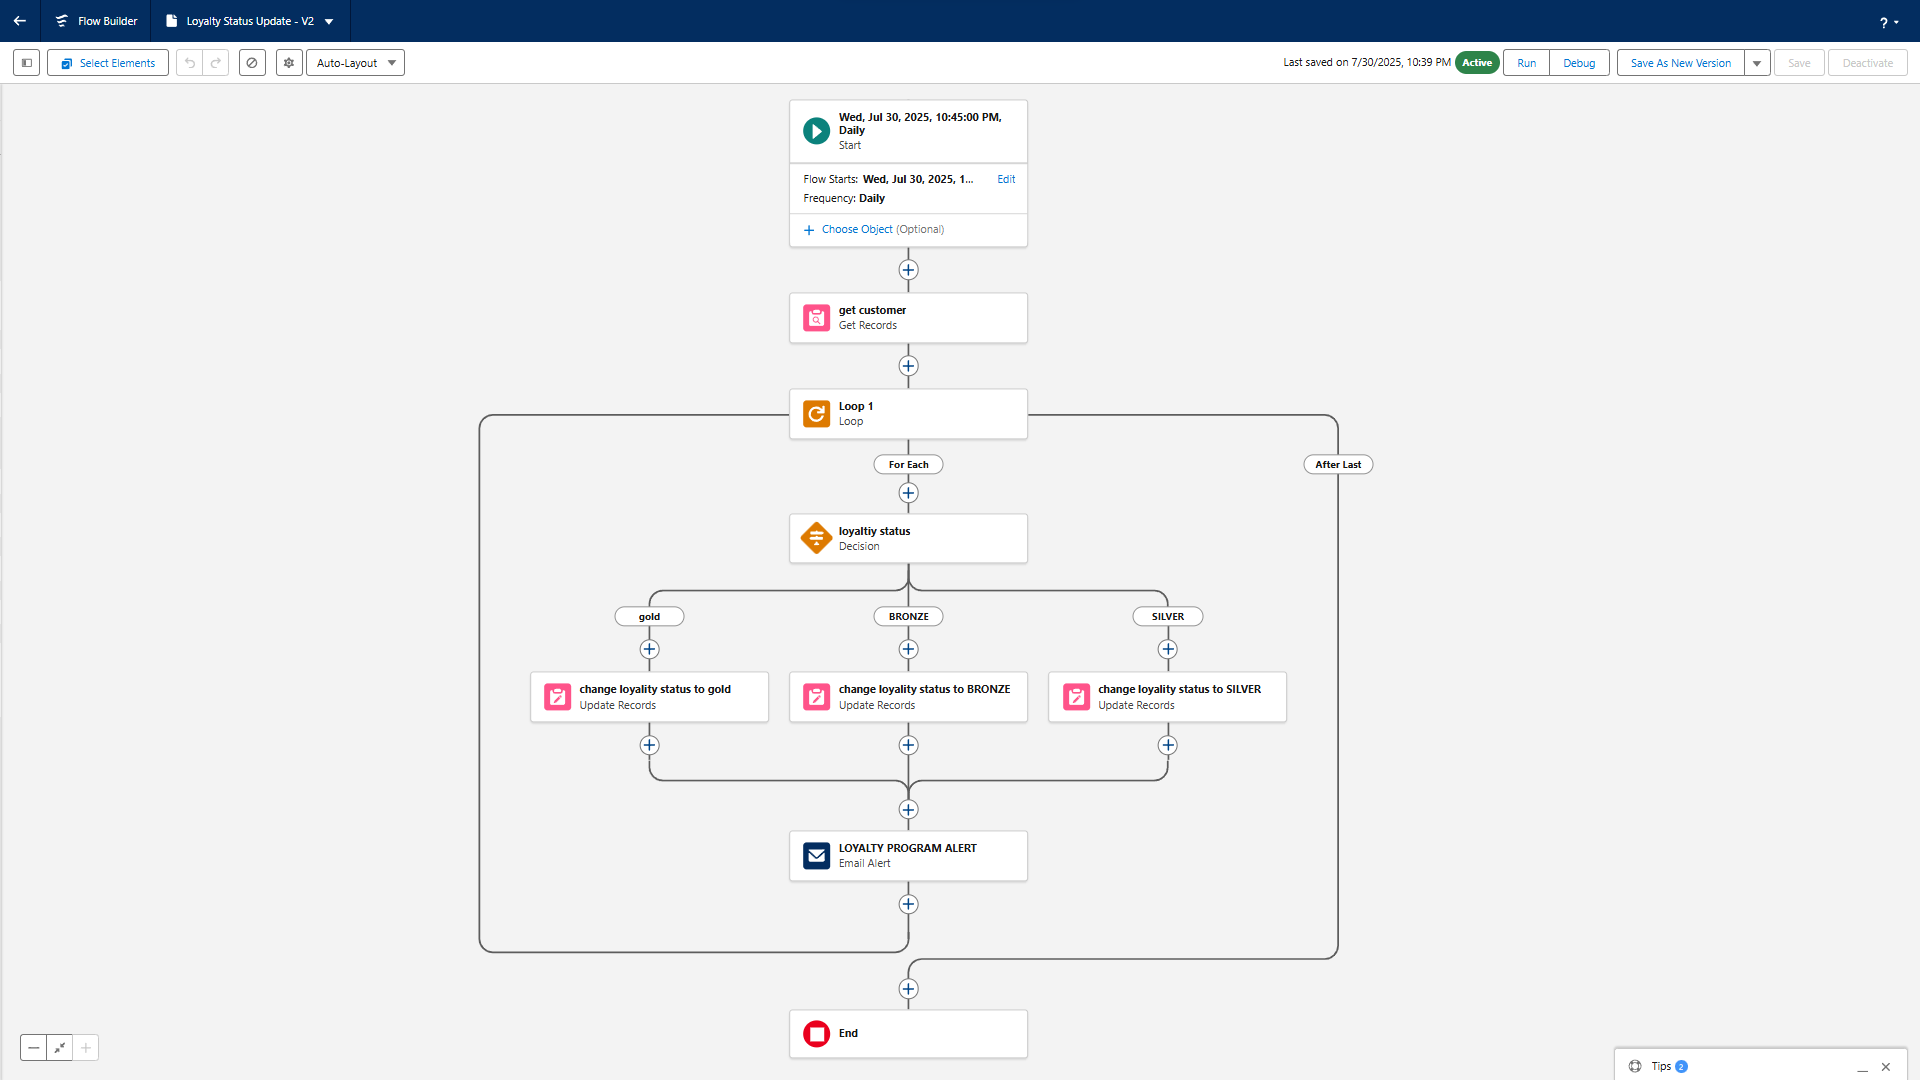 Flow Builder
Loyalty Status Update - V2
?
Select Elements
Auto-Layout
Last saved on 7/30/2025, 10:39 PM
Active
Run
Debug
Save As New Version
Save
Deactivate
Wed, Jul 30, 2025, 10:45:00 PM,
Daily
Start
Flow Starts: Wed, Jul 30, 2025, 1...
Edit
Frequency: Daily
Choose Object (Optional)
get customer
Get Records
Loop 1
Loop
For Each
After Last
loyaltiy status
Decision
gold
BRONZE
SILVER
change loyality status to gold
Update Records
change loyality status to BRONZE
Update Records
change loyality status to SILVER
Update Records
LOYALTY PROGRAM ALERT
Email Alert
End
Tips 2